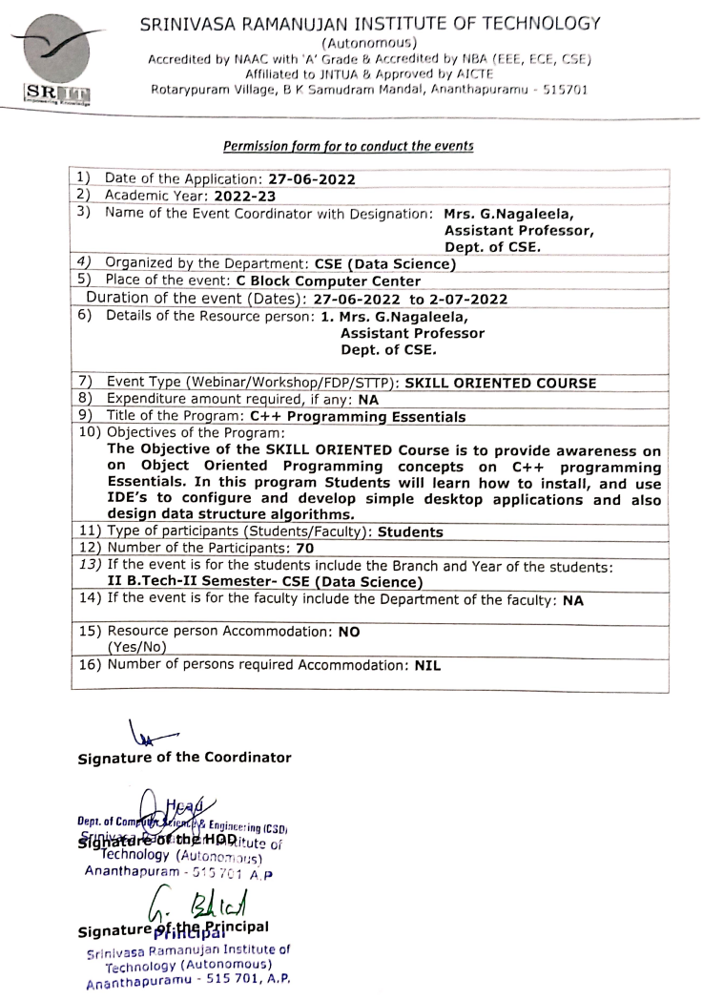 SRINIVASA RAMANUJAN INSTITUTE OF TECHNOLOGY
(Autonomous)
Accredited by NAAC with 'A' Grade & Accredited by NBA (EEE, ECE, CSE)
Affiliated to JNTUA & Approved by AICTE
Rotarypuram Village, B K Samudram Mandal, Ananthapuramu - 515701
SRIT
Empowering Knowledge
Permission form for to conduct the events
1) Date of the Application: 27-06-2022
2) Academic Year: 2022-23
3) Name of the Event Coordinator with Designation: Mrs. G.Nagaleela,
Assistant Professor,
Dept. of CSE.
4) Organized by the Department: CSE (Data Science)
5) Place of the event: C Block Computer Center
Duration of the event (Dates): 27-06-2022 to 2-07-2022
6) Details of the Resource person: 1. Mrs. G.Nagaleela,
Assistant Professor
Dept. of CSE.
7) Event Type (Webinar/Workshop/FDP/STTP): SKILL ORIENTED COURSE
8) Expenditure amount required, if any: NA
9) Title of the Program: C++ Programming Essentials
10) Objectives of the Program:
The Objective of the SKILL ORIENTED Course is to provide awareness on
on Object Oriented Programming concepts on C++ programming
Essentials. In this program Students will learn how to install, and use
IDE's to configure and develop simple desktop applications and also
design data structure algorithms.
11) Type of participants (Students/Faculty): Students
12) Number of the Participants: 70
13) If the event is for the students include the Branch and Year of the students:
II B.Tech-II Semester- CSE (Data Science)
14) If the event is for the faculty include the Department of the faculty: NA
15) Resource person Accommodation: NO
(Yes/No)
16) Number of persons required Accommodation: NIL
Signature of the Coordinator
Head
Dept. of Computer Science & Engineering (CSD)
Srinivasa Ramanujan Institute of
Signature of the HOD
Technology (Autonomous)
Ananthapuram - 515 701 A.P
Signature of the Principal
Principal
Srinivasa Ramanujan Institute of
Technology (Autonomous)
Ananthapuramu - 515 701, A.P.